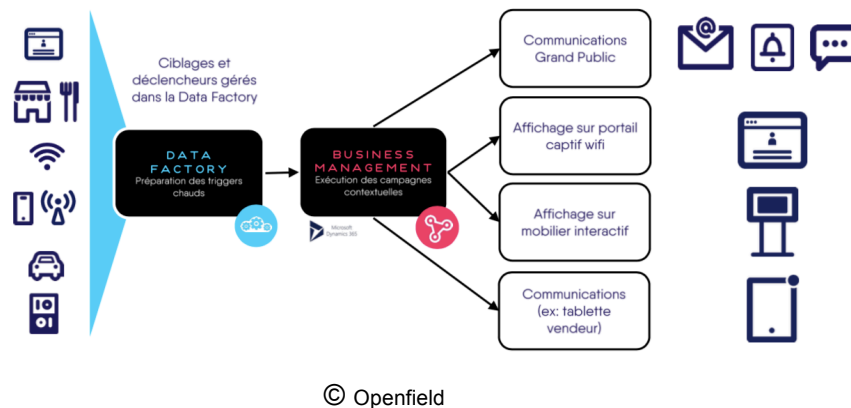 Ciblages et
déclencheurs gérés
dans la Data Factory
DATA
FACTORY
Préparation des triggers
chauds
BUSINESS
MANAGEMENT
Exécution des campagnes
contextuelles
Microsoft
Dynamics 365
Communications
Grand Public
Affichage sur portail
captif wifi
Affichage sur
mobilier interactif
Communications
(ex: tablette
vendeur)
© Openfield